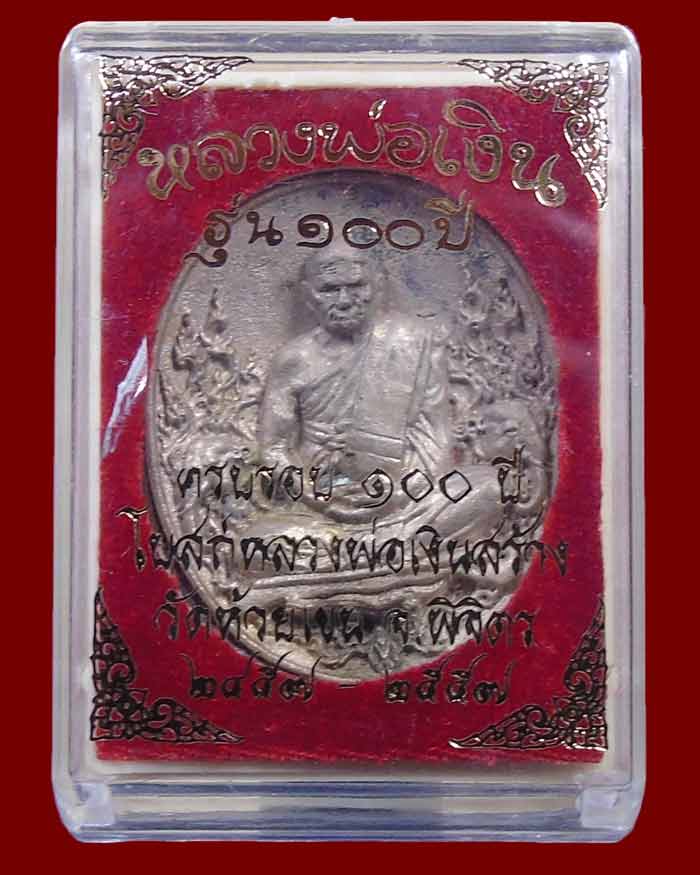 หลวงพ่อเงิน
รุ่น๑๐๐ปี
ครบรอบ ๑๐๐ ปี
โบสถ์หลวงพ่อเงินสร้าง
วัดห้วยเขน จ.พิจิตร
๒๔๕๗ - ๒๕๕๗